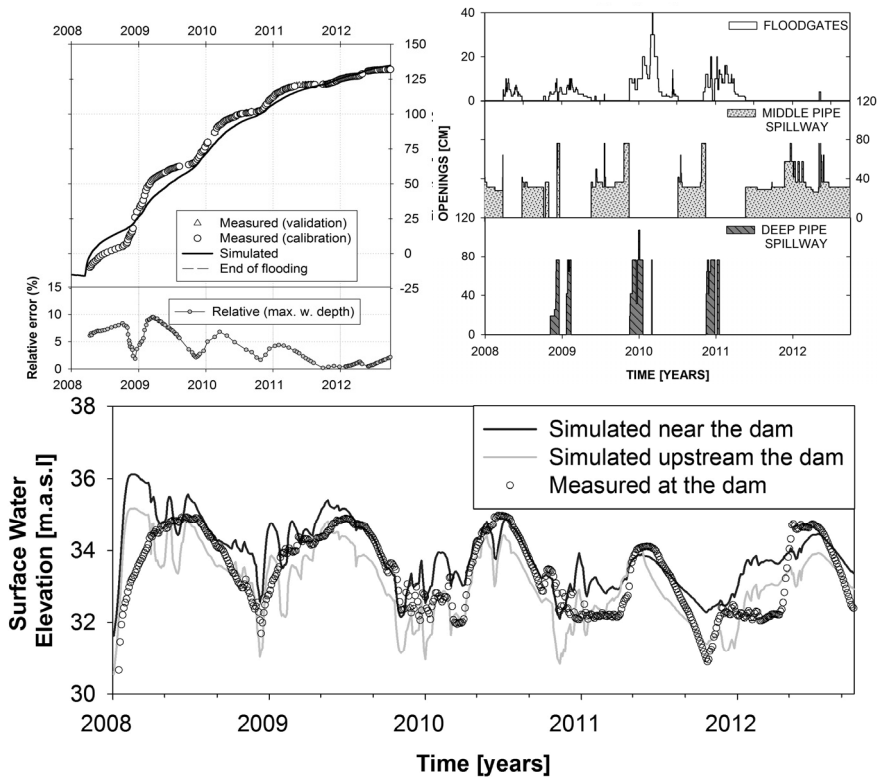 2008 2009 2010 2011 2012
150
125
100
75
50
25
0
-25
Measured (validation)
Measured (calibration)
Simulated
End of flooding
Relative error (%)
15
10
5
0
Relative (max. w. depth)
2008 2009 2010 2011 2012
OPENINGS [CM]
40
20
0
FLOODGATES
120
80
40
0
MIDDLE PIPE
SPILLWAY
120
80
40
0
DEEP PIPE
SPILLWAY
2008 2009 2010 2011 2012
TIME [YEARS]
Surface Water
Elevation [m.a.s.l]
38
36
34
32
30
Simulated near the dam
Simulated upstream the dam
Measured at the dam
2008 2009 2010 2011 2012
Time [years]